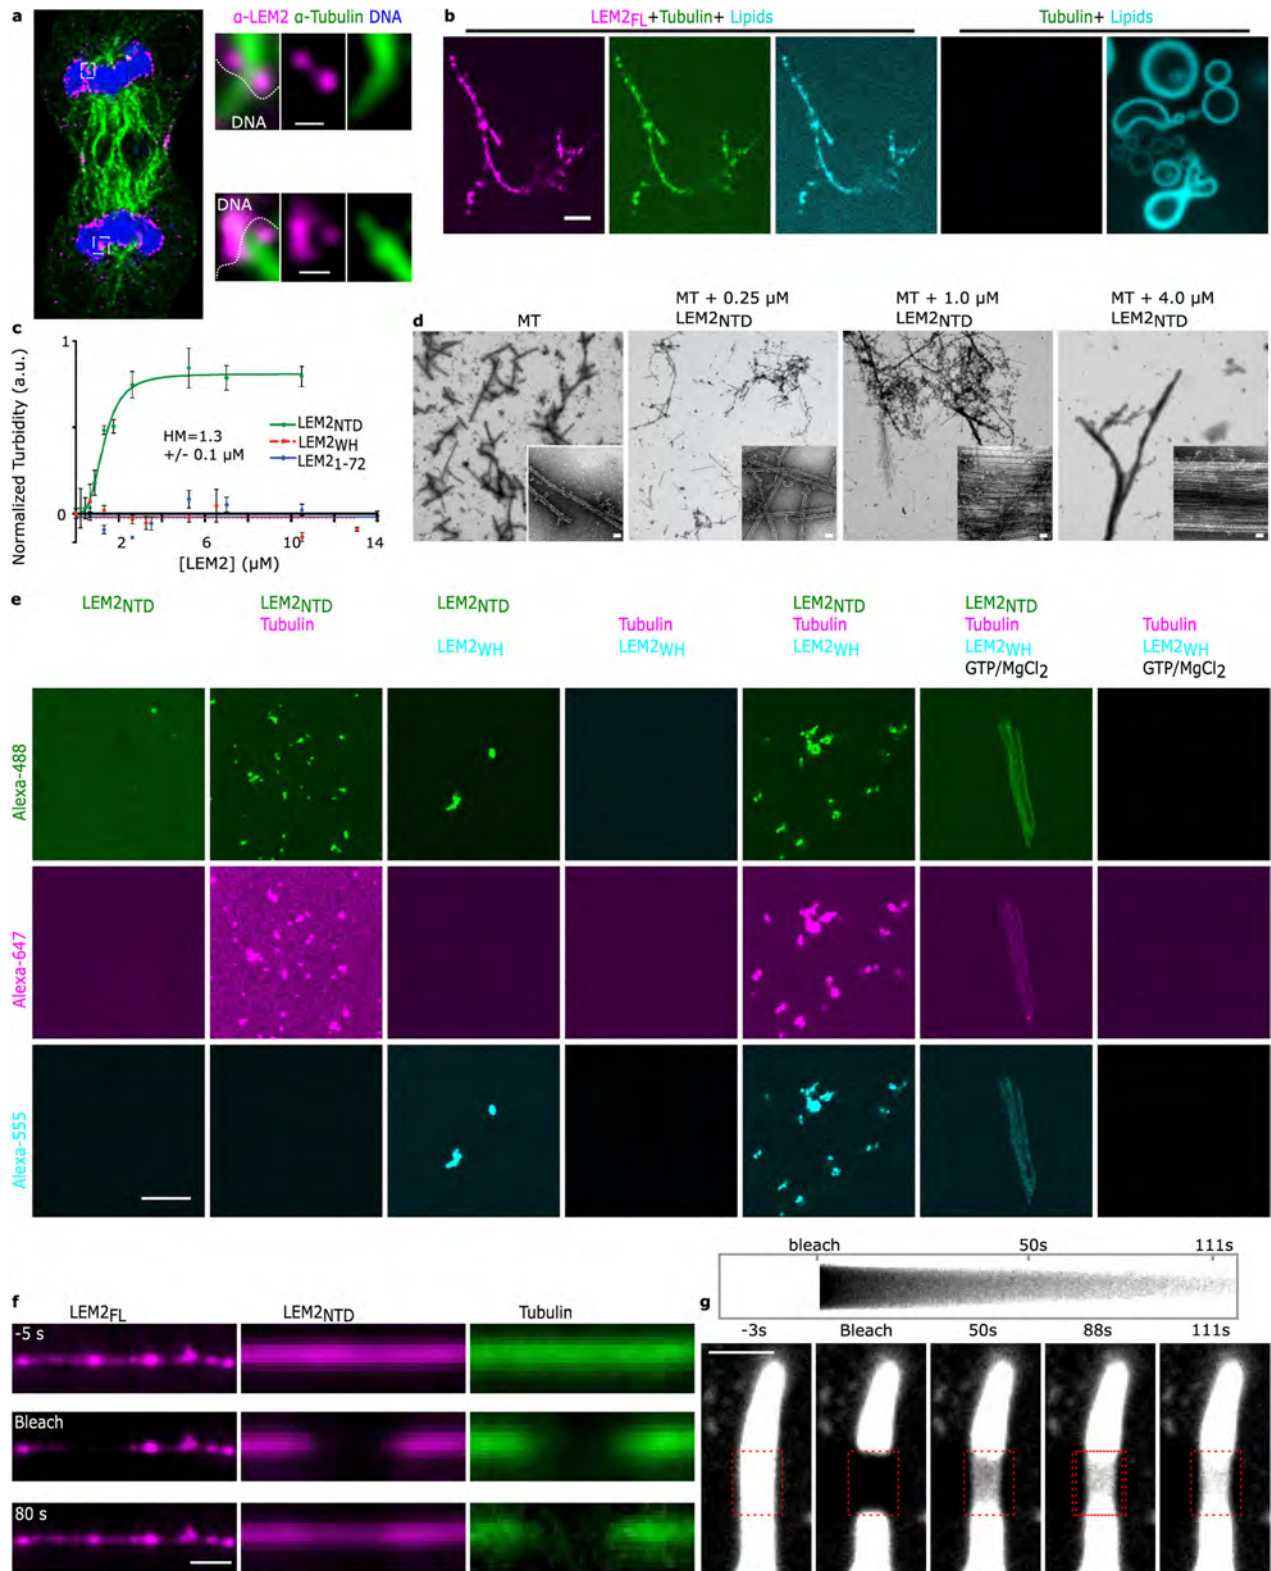 a
α-LEM2 α-Tubulin DNA
DNA
DNA
b
LEM2FL+Tubulin+ Lipids
Tubulin+ Lipids
c
Normalized Turbidity (a.u.)
1
0
HM=1.3
+/- 0.1 µM
LEM2NTD
LEM2WH
LEM21-72
2
6
10
14
[LEM2] (µM)
d
MT
MT + 0.25 µM
LEM2NTD
MT + 1.0 µM
LEM2NTD
MT + 4.0 µM
LEM2NTD
e
LEM2NTD
LEM2NTD
Tubulin
LEM2NTD
LEM2WH
Tubulin
LEM2WH
LEM2NTD
Tubulin
LEM2WH
LEM2NTD
Tubulin
LEM2WH
GTP/MgCl2
Tubulin
LEM2WH
GTP/MgCl2
Alexa-488
Alexa-647
Alexa-555
f
LEM2FL
LEM2NTD
Tubulin
-5 s
Bleach
80 s
g
bleach
50s
111s
-3s
Bleach
50s
88s
111s